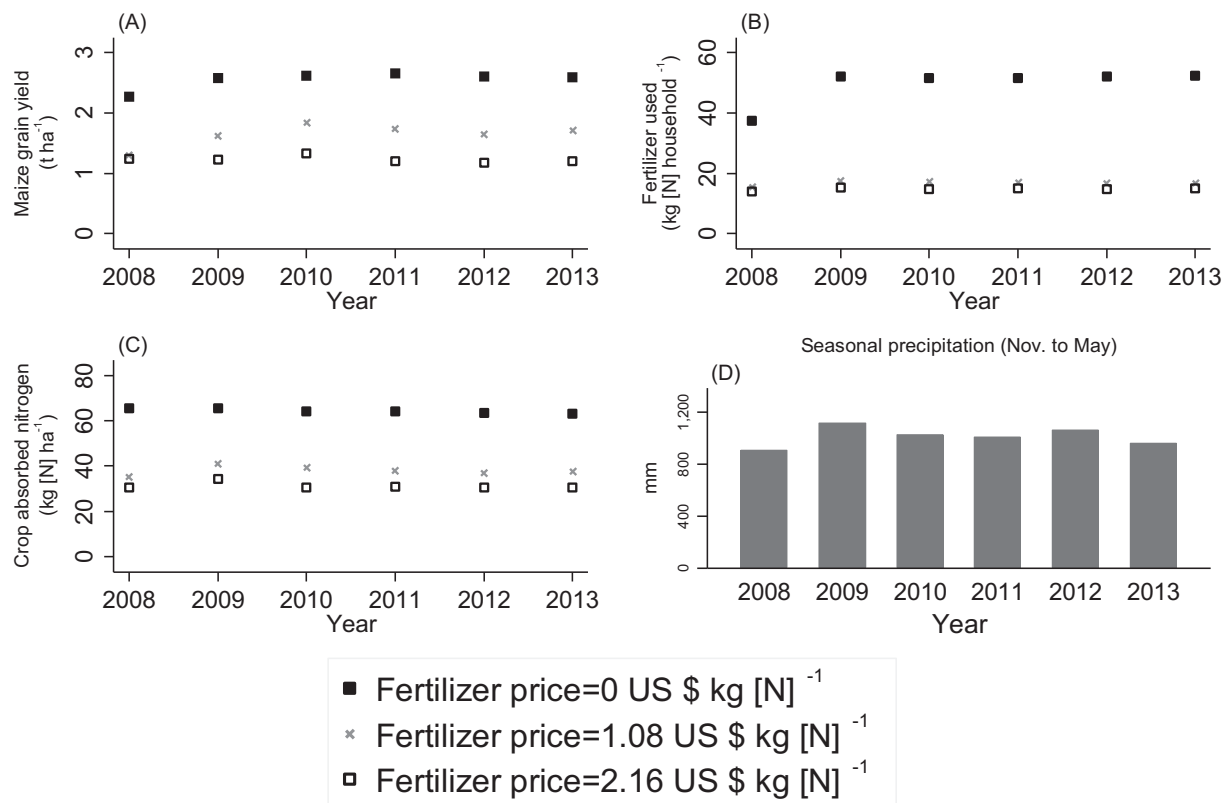 (A)
Maize grain yield
(t ha⁻¹)
3
2
1
0
2008 2009 2010 2011 2012 2013
Year
(B)
Fertilizer used
(kg [N] household ⁻¹)
60
40
20
0
2008 2009 2010 2011 2012 2013
Year
(C)
Crop absorbed nitrogen
(kg [N] ha⁻¹)
80
60
40
20
0
2008 2009 2010 2011 2012 2013
Year
Seasonal precipitation (Nov. to May)
(D)
mm
1,200
800
400
0
2008 2009 2010 2011 2012 2013
Year
Fertilizer price=0 US $ kg [N] ⁻¹
Fertilizer price=1.08 US $ kg [N] ⁻¹
Fertilizer price=2.16 US $ kg [N] ⁻¹